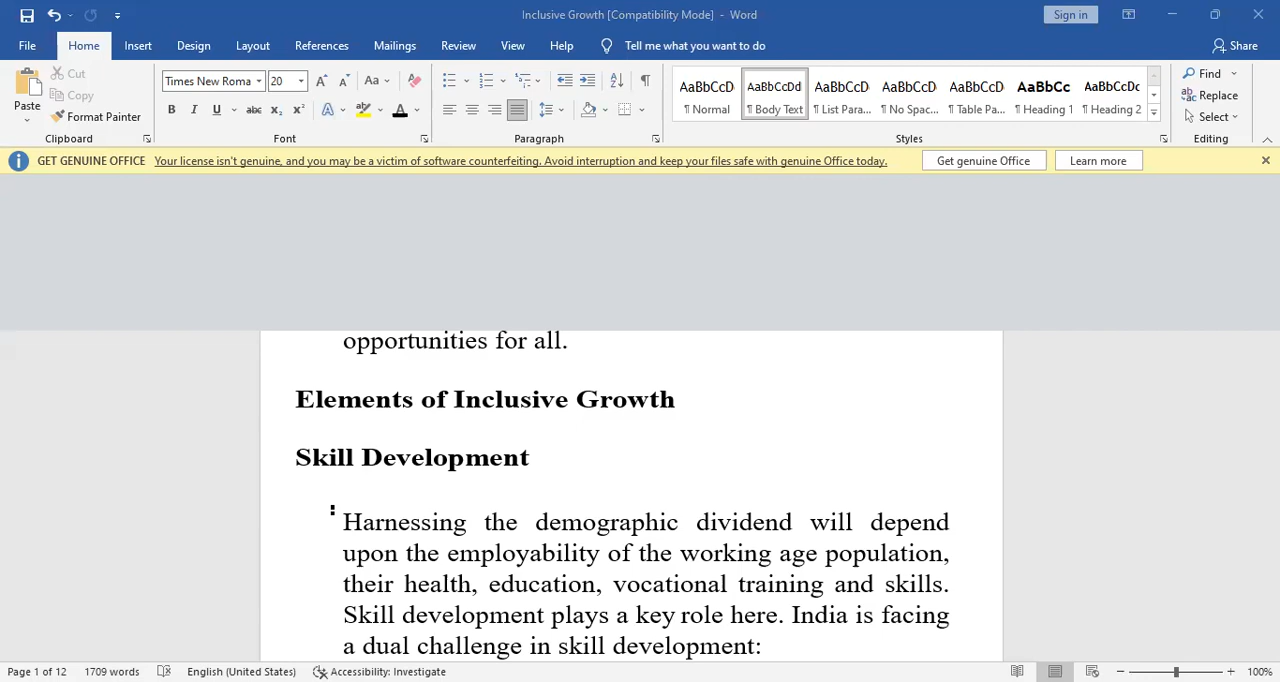 Inclusive Growth [Compatibility Mode] - Word
Sign in
File Home Insert Design Layout References Mailings Review View Help Tell me what you want to do Share
Paste
Cut
Copy
Format Painter
Clipboard
Times New Roma 20
Font
Paragraph
AaBbCcD AaBbCcDd AaBbCcD AaBbCcD AaBbCcD AaBbCc AaBbCcDc
¶ Normal ¶ Body Text ¶ List Para... ¶ No Spac... ¶ Table Pa... ¶ Heading 1 ¶ Heading 2
Styles
Find
Replace
Select
Editing
GET GENUINE OFFICE Your license isn't genuine, and you may be a victim of software counterfeiting. Avoid interruption and keep your files safe with genuine Office today. Get genuine Office Learn more
opportunities for all.
Elements of Inclusive Growth
Skill Development
Harnessing the demographic dividend will depend
upon the employability of the working age population,
their health, education, vocational training and skills.
Skill development plays a key role here. India is facing
a dual challenge in skill development:
Page 1 of 12 1709 words English (United States) Accessibility: Investigate 100%